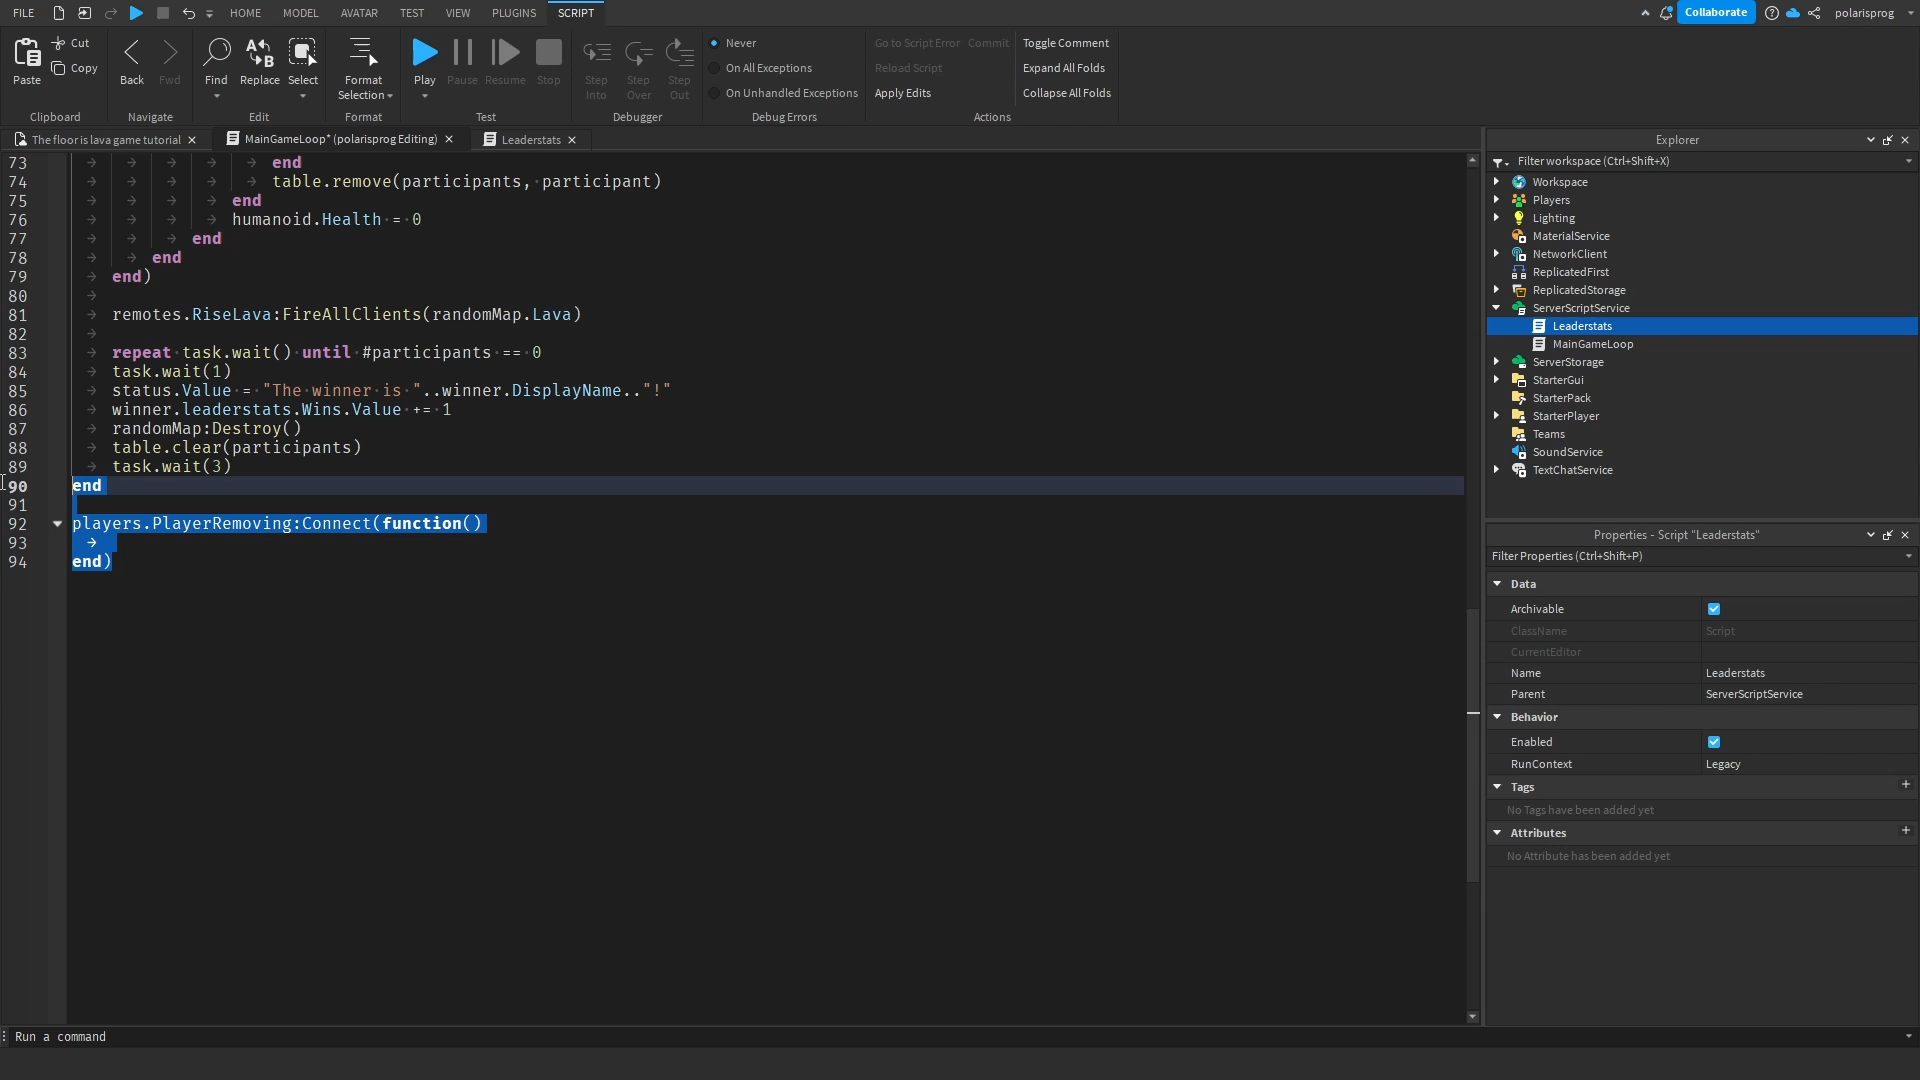 FILE HOME MODEL AVATAR TEST VIEW PLUGINS SCRIPT Collaborate polarisprog
Paste Cut Copy Back Fwd Find Replace Select Format Selection Play Pause Resume Stop Step Into Step Over Step Out
Never Go to Script Error Commit Toggle Comment
On All Exceptions Reload Script Expand All Folds
On Unhandled Exceptions Apply Edits Collapse All Folds
Clipboard Navigate Edit Format Test Debugger Debug Errors Actions
The floor is lava game tutorial MainGameLoop* (polarisprog Editing) Leaderstats
73 end
74 table.remove(participants, participant)
75 end
76 humanoid.Health = 0
77 end
78 end
79 end)
80
81 remotes.RiseLava:FireAllClients(randomMap.Lava)
82
83 repeat task.wait() until #participants == 0
84 task.wait(1)
85 status.Value = "The winner is "..winner.DisplayName.."!"
86 winner.leaderstats.Wins.Value += 1
87 randomMap:Destroy()
88 table.clear(participants)
89 task.wait(3)
90 end
91
92 players.PlayerRemoving:Connect(function()
93
94 end)
Explorer
Filter workspace (Ctrl+Shift+X)
Workspace
Players
Lighting
MaterialService
NetworkClient
ReplicatedFirst
ReplicatedStorage
ServerScriptService
Leaderstats
MainGameLoop
ServerStorage
StarterGui
StarterPack
StarterPlayer
Teams
SoundService
TextChatService
Properties - Script "Leaderstats"
Filter Properties (Ctrl+Shift+P)
Data
Archivable
ClassName Script
CurrentEditor
Name Leaderstats
Parent ServerScriptService
Behavior
Enabled
RunContext Legacy
Tags
No Tags have been added yet
Attributes
No Attribute has been added yet
Run a command